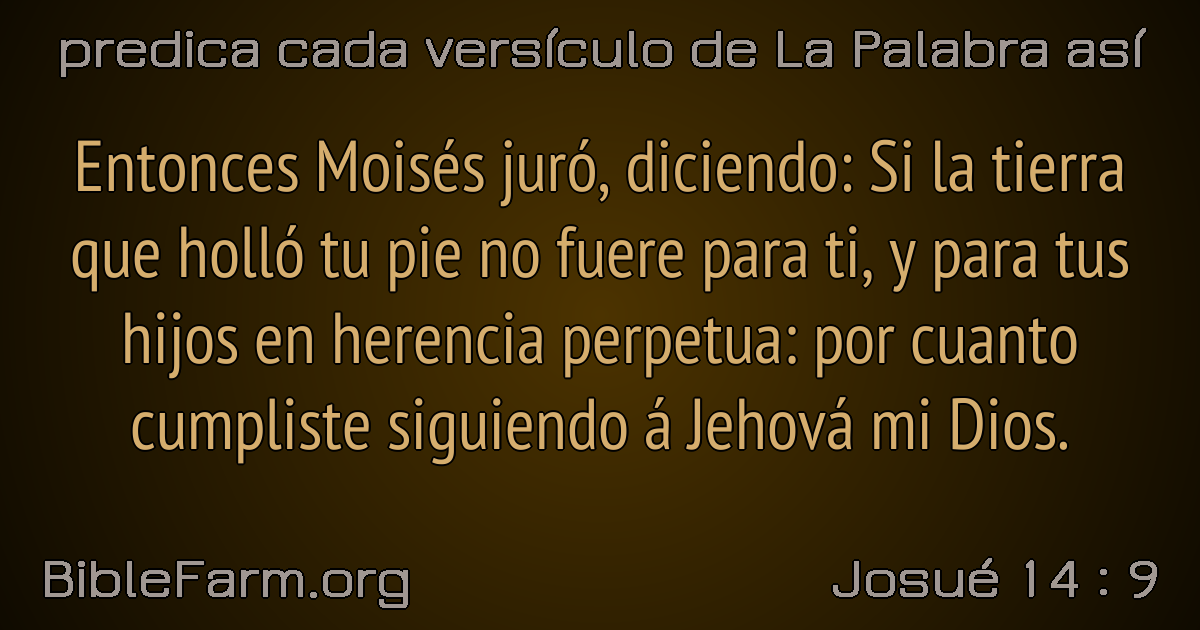 predica cada versículo de La Palabra así
Entonces Moisés juró, diciendo: Si la tierra
que holló tu pie no fuere para ti, y para tus
hijos en herencia perpetua: por cuanto
cumpliste siguiendo á Jehová mi Dios.
BibleFarm.org
Josué 14 : 9